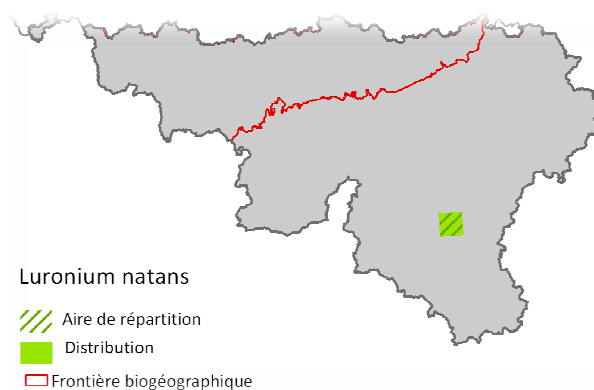 Luronium natans
Aire de répartition
Distribution
Frontière biogéographique